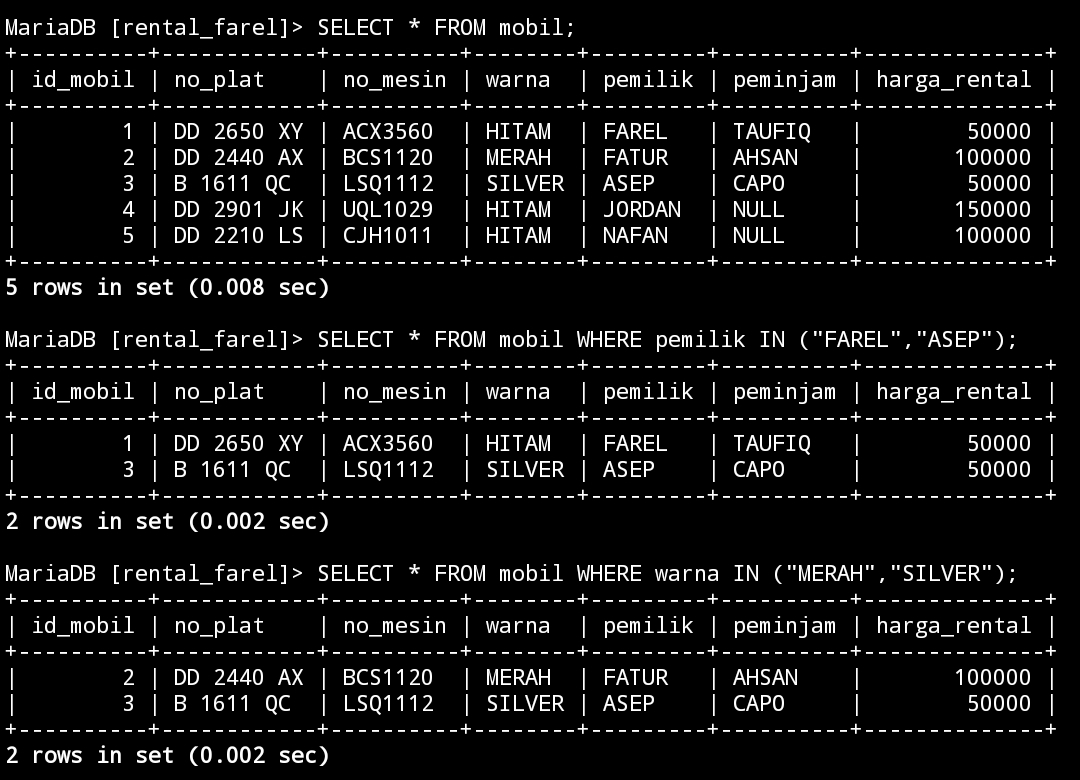 MariaDB [rental_farel]> SELECT * FROM mobil;
+----------+------------+----------+--------+---------+----------+--------------+
| id_mobil | no_plat    | no_mesin | warna  | pemilik | peminjam | harga_rental |
+----------+------------+----------+--------+---------+----------+--------------+
|        1 | DD 2650 XY | ACX3560  | HITAM  | FAREL   | TAUFIQ   |        50000 |
|        2 | DD 2440 AX | BCS1120  | MERAH  | FATUR   | AHSAN    |       100000 |
|        3 | B 1611 QC  | LSQ1112  | SILVER | ASEP    | CAPO     |        50000 |
|        4 | DD 2901 JK | UQL1029  | HITAM  | JORDAN  | NULL     |       150000 |
|        5 | DD 2210 LS | CJH1011  | HITAM  | NAFAN   | NULL     |       100000 |
+----------+------------+----------+--------+---------+----------+--------------+
5 rows in set (0.008 sec)
MariaDB [rental_farel]> SELECT * FROM mobil WHERE pemilik IN ("FAREL","ASEP");
+----------+------------+----------+--------+---------+----------+--------------+
| id_mobil | no_plat    | no_mesin | warna  | pemilik | peminjam | harga_rental |
+----------+------------+----------+--------+---------+----------+--------------+
|        1 | DD 2650 XY | ACX3560  | HITAM  | FAREL   | TAUFIQ   |        50000 |
|        3 | B 1611 QC  | LSQ1112  | SILVER | ASEP    | CAPO     |        50000 |
+----------+------------+----------+--------+---------+----------+--------------+
2 rows in set (0.002 sec)
MariaDB [rental_farel]> SELECT * FROM mobil WHERE warna IN ("MERAH","SILVER");
+----------+------------+----------+--------+---------+----------+--------------+
| id_mobil | no_plat    | no_mesin | warna  | pemilik | peminjam | harga_rental |
+----------+------------+----------+--------+---------+----------+--------------+
|        2 | DD 2440 AX | BCS1120  | MERAH  | FATUR   | AHSAN    |       100000 |
|        3 | B 1611 QC  | LSQ1112  | SILVER | ASEP    | CAPO     |        50000 |
+----------+------------+----------+--------+---------+----------+--------------+
2 rows in set (0.002 sec)